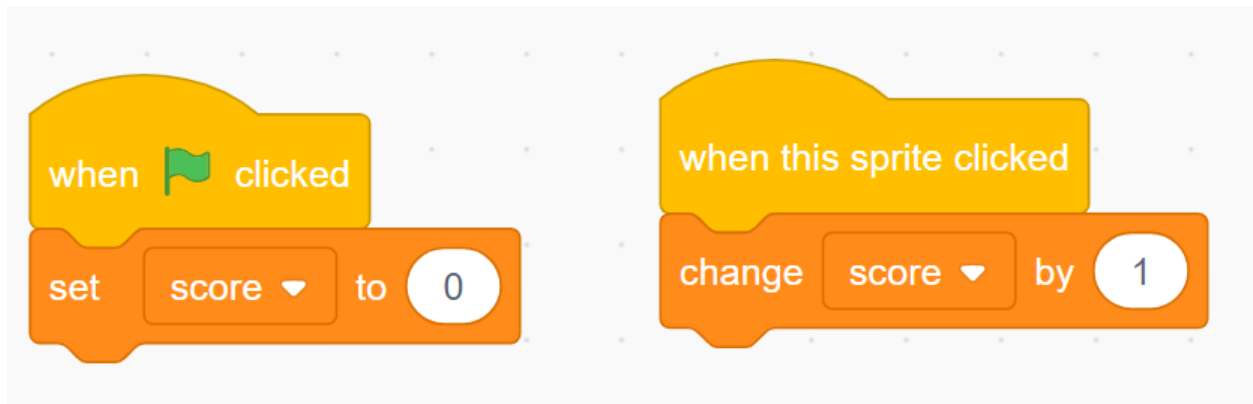 when clicked
set score to 0
when this sprite clicked
change score by 1